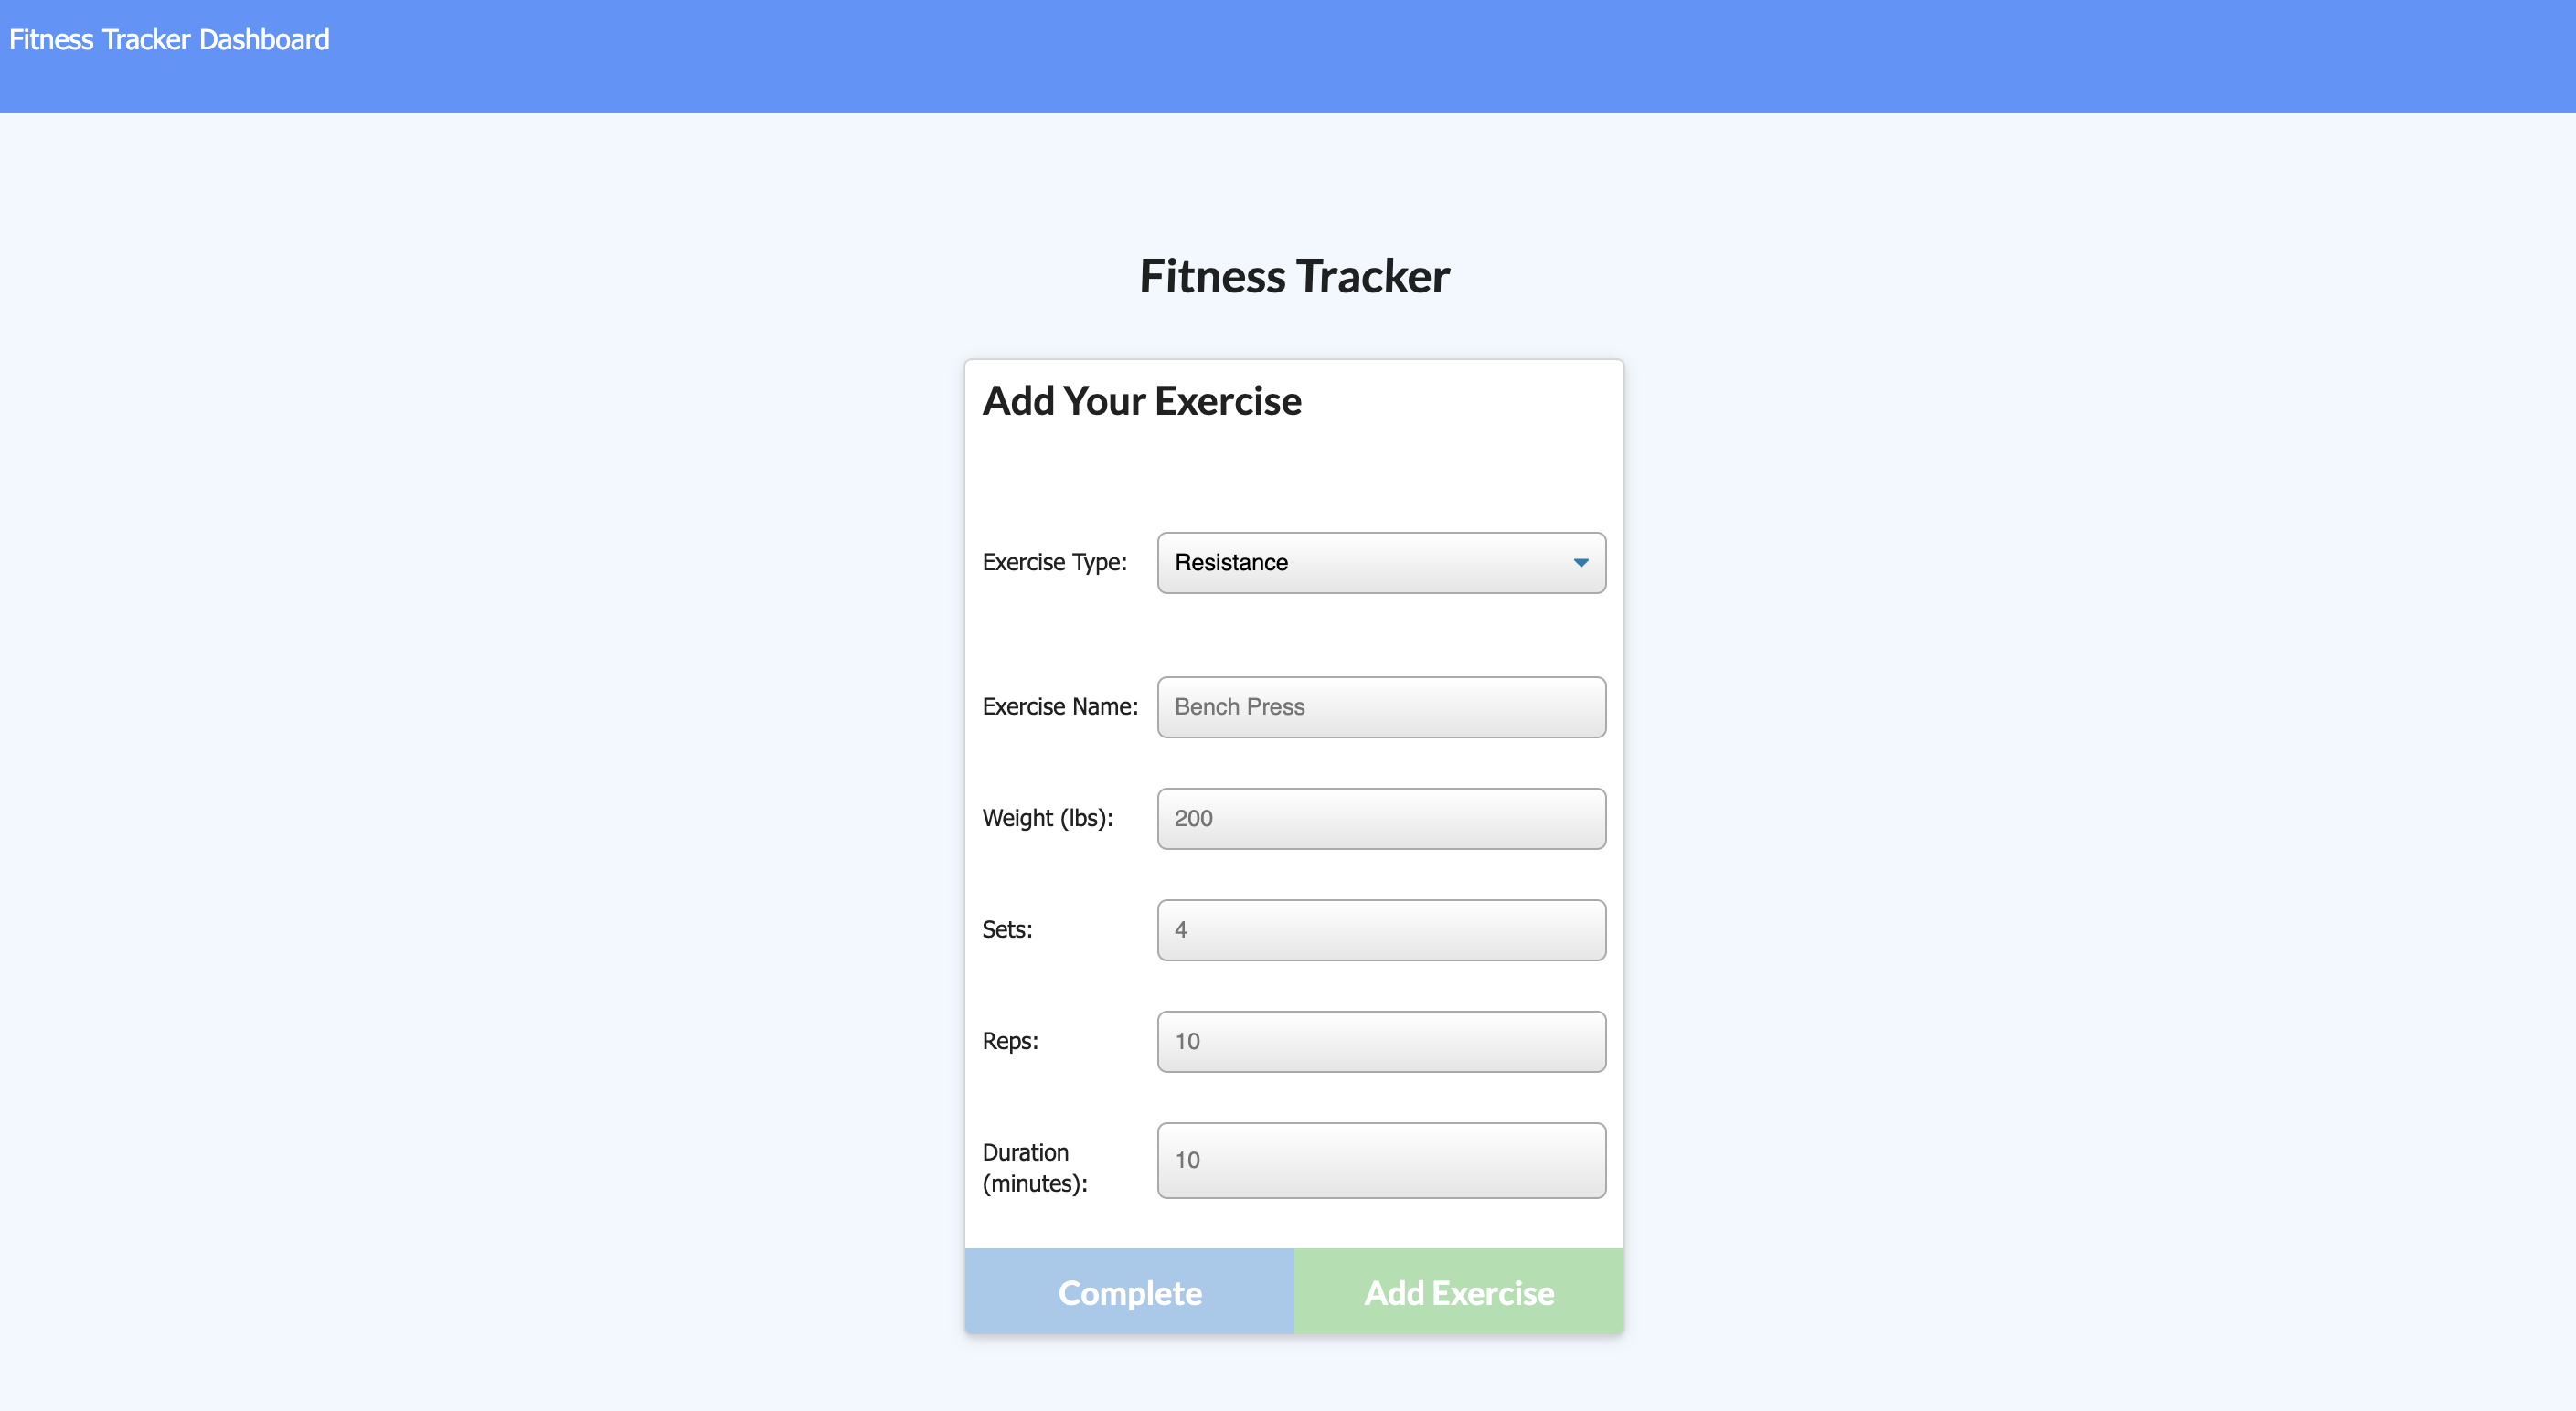 Fitness Tracker Dashboard
Fitness Tracker
Add Your Exercise
Exercise Type: Resistance
Exercise Name: Bench Press
Weight (lbs): 200
Sets: 4
Reps: 10
Duration
(minutes): 10
Complete Add Exercise